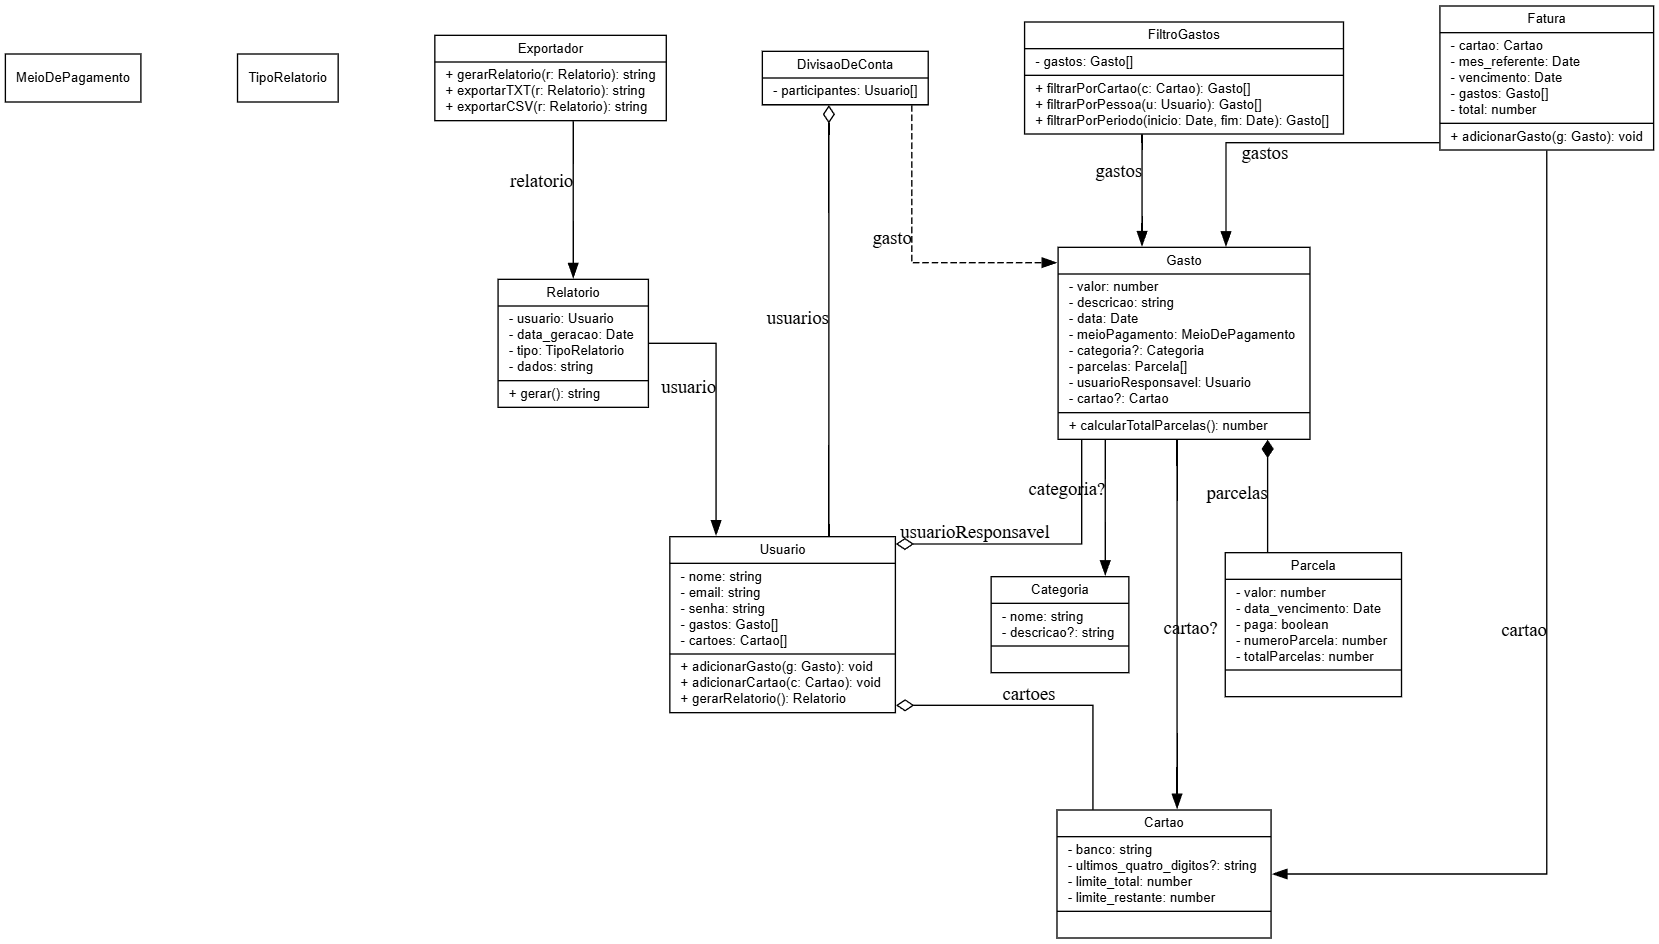 MeioDePagamento
TipoRelatorio
Exportador
+ gerarRelatorio(r: Relatorio): string
+ exportarTXT(r: Relatorio): string
+ exportarCSV(r: Relatorio): string
DivisaoDeConta
- participantes: Usuario[]
FiltroGastos
- gastos: Gasto[]
+ filtrarPorCartao(c: Cartao): Gasto[]
+ filtrarPorPessoa(u: Usuario): Gasto[]
+ filtrarPorPeriodo(inicio: Date, fim: Date): Gasto[]
Fatura
- cartao: Cartao
- mes_referente: Date
- vencimento: Date
- gastos: Gasto[]
- total: number
+ adicionarGasto(g: Gasto): void
relatorio
gasto
gastos
gastos
Relatorio
- usuario: Usuario
- data_geracao: Date
- tipo: TipoRelatorio
- dados: string
+ gerar(): string
usuario
usuarios
Gasto
- valor: number
- descricao: string
- data: Date
- meioPagamento: MeioDePagamento
- categoria?: Categoria
- parcelas: Parcela[]
- usuarioResponsavel: Usuario
- cartao?: Cartao
+ calcularTotalParcelas(): number
categoria?
parcelas
usuarioResponsavel
Usuario
- nome: string
- email: string
- senha: string
- gastos: Gasto[]
- cartoes: Cartao[]
+ adicionarGasto(g: Gasto): void
+ adicionarCartao(c: Cartao): void
+ gerarRelatorio(): Relatorio
Categoria
- nome: string
- descricao?: string
cartao?
Parcela
- valor: number
- data_vencimento: Date
- paga: boolean
- numeroParcela: number
- totalParcelas: number
cartao
cartoes
Cartao
- banco: string
- ultimos_quatro_digitos?: string
- limite_total: number
- limite_restante: number